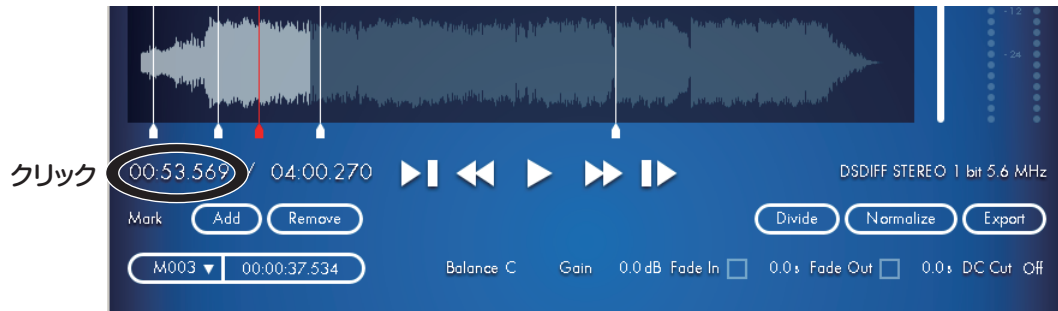 -12
-24
クリック
00:53.569 / 04:00.270
DSDIFF STEREO 1 bit 5.6 MHz
Mark Add Remove
Divide Normalize Export
M003 ▼ 00:00:37.534
Balance C Gain 0.0 dB Fade In 0.0 s Fade Out 0.0 s DC Cut Off